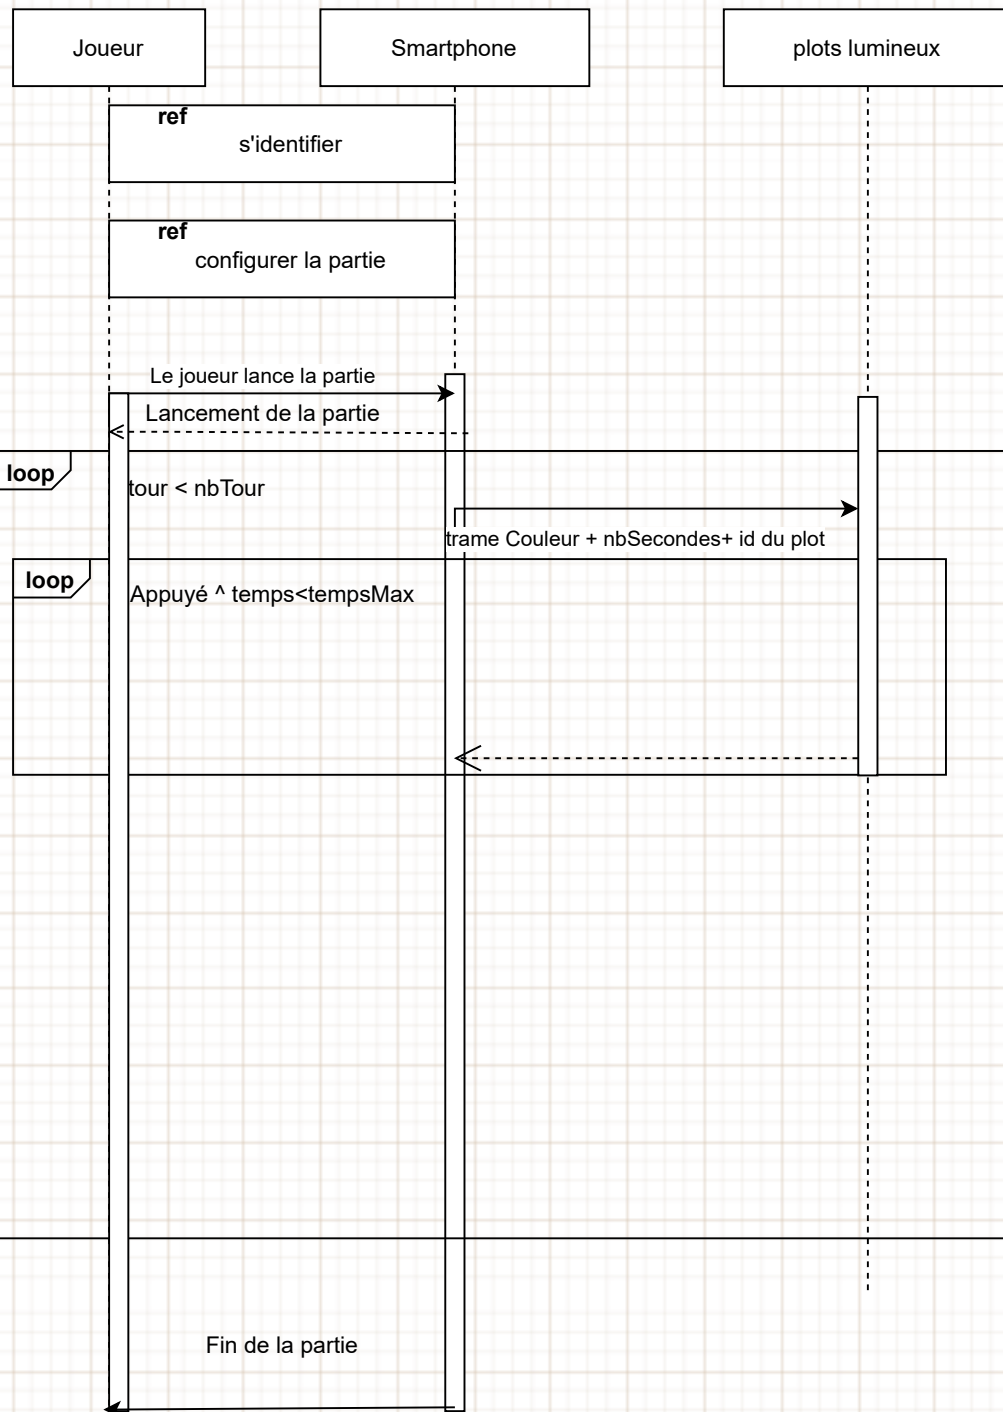 Joueur
Smartphone
plots lumineux
ref
s'identifier
ref
configurer la partie
Le joueur lance la partie
Lancement de la partie
loop
tour < nbTour
trame Couleur + nbSecondes+ id du plot
loop
Appuyé ^ temps<tempsMax
Fin de la partie